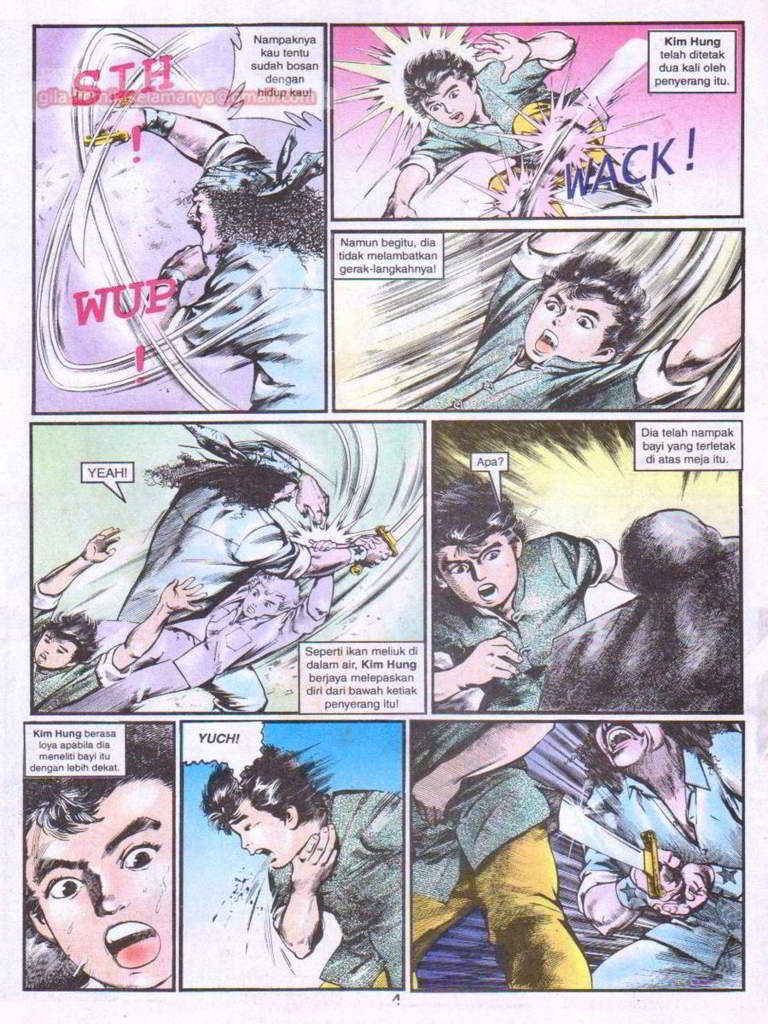 Nampaknya
kau tentu
sudah bosan
dengan
hidup kau!
SIH
!
WUP
!
Kim Hung
telah ditetak
dua kali oleh
penyerang itu.
WACK!
Namun begitu, dia
tidak melambatkan
gerak-langkahnya!
YEAH!
Seperti ikan meliuk di
dalam air, Kim Hung
berjaya melepaskan
diri dari bawah ketiak
penyerang itu!
Dia telah nampak
bayi yang terletak
di atas meja itu.
Apa?
Kim Hung berasa
loya apabila dia
meneliti bayi itu
dengan lebih dekat.
YUCH!
4